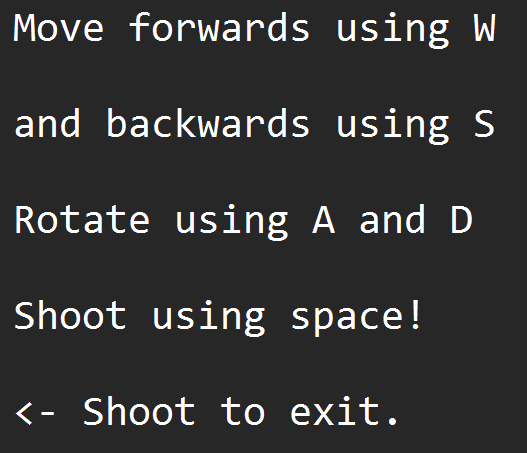 Move forwards using W
and backwards using S
Rotate using A and D
Shoot using space!
<- Shoot to exit.